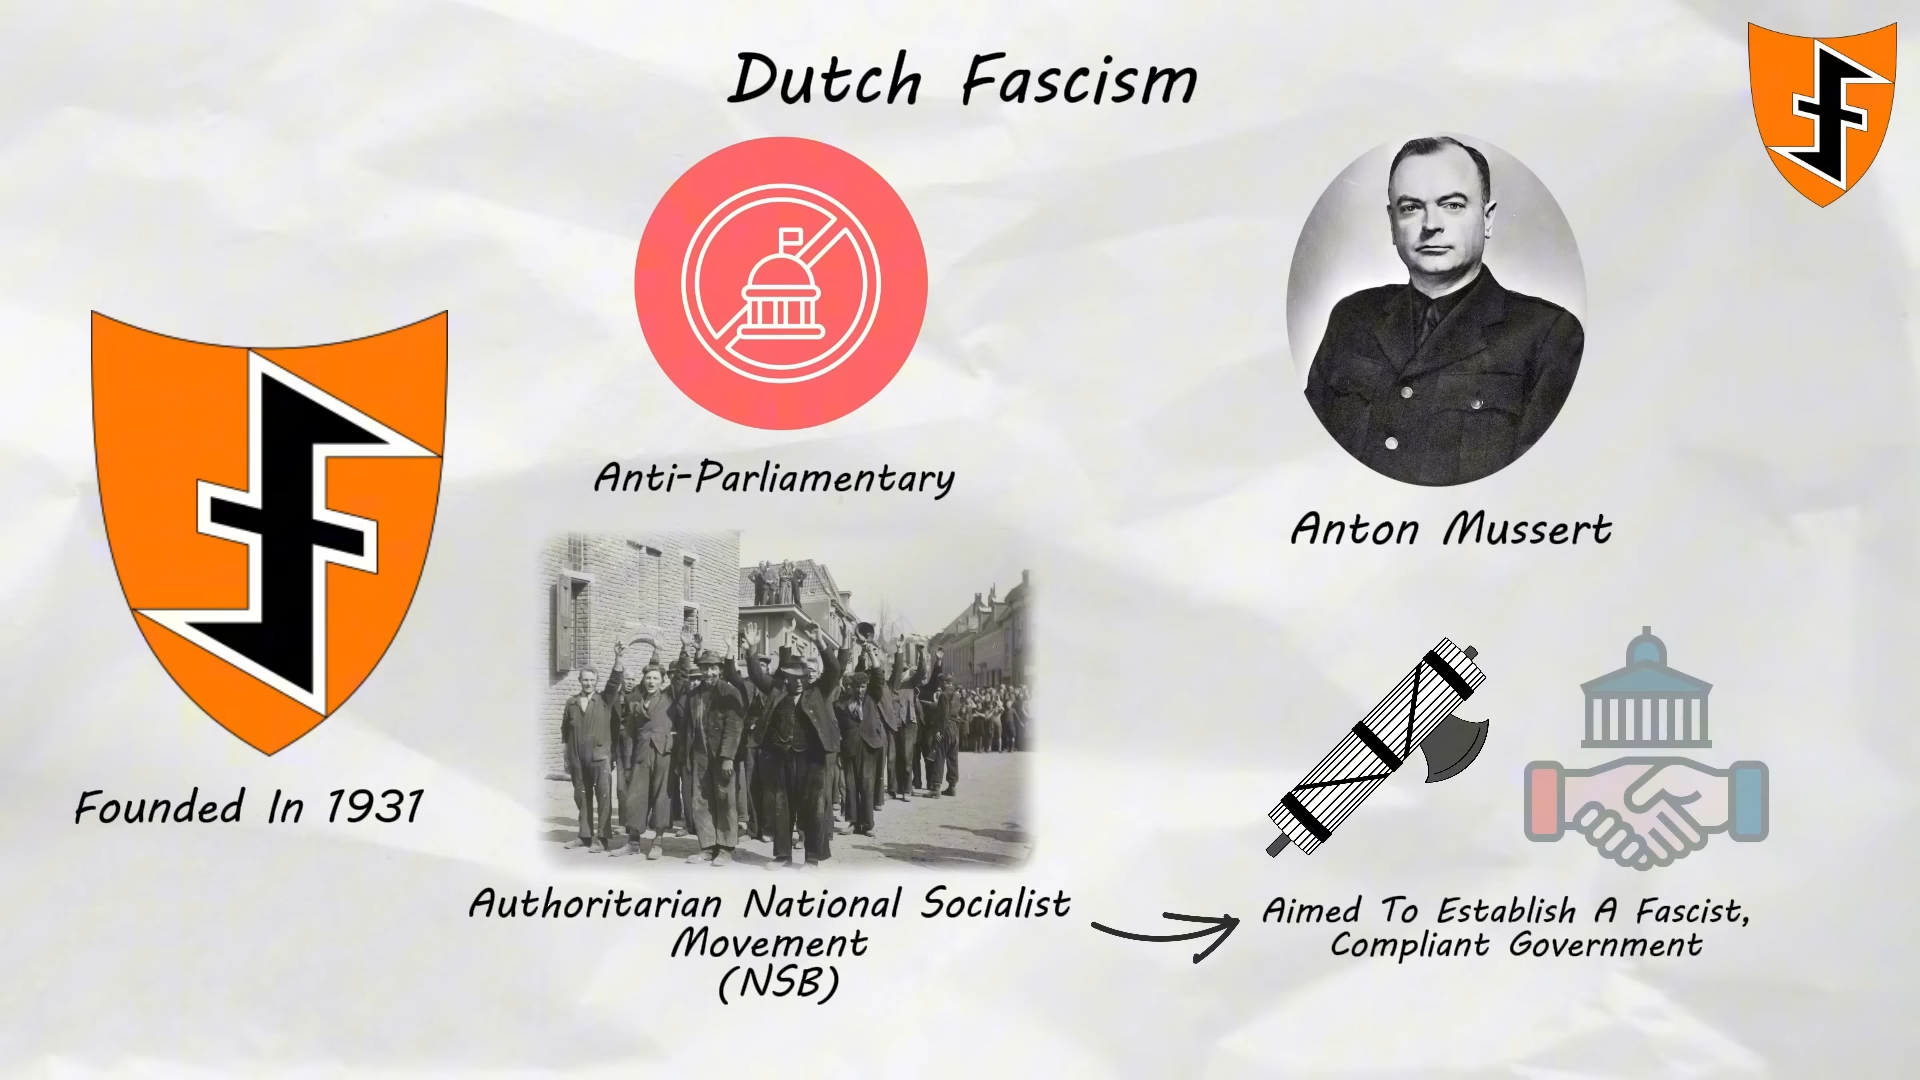 Dutch Fascism
Anti-Parliamentary
Anton Mussert
Founded In 1931
Authoritarian National Socialist
Movement
(NSB)
Aimed To Establish A Fascist,
Compliant Government